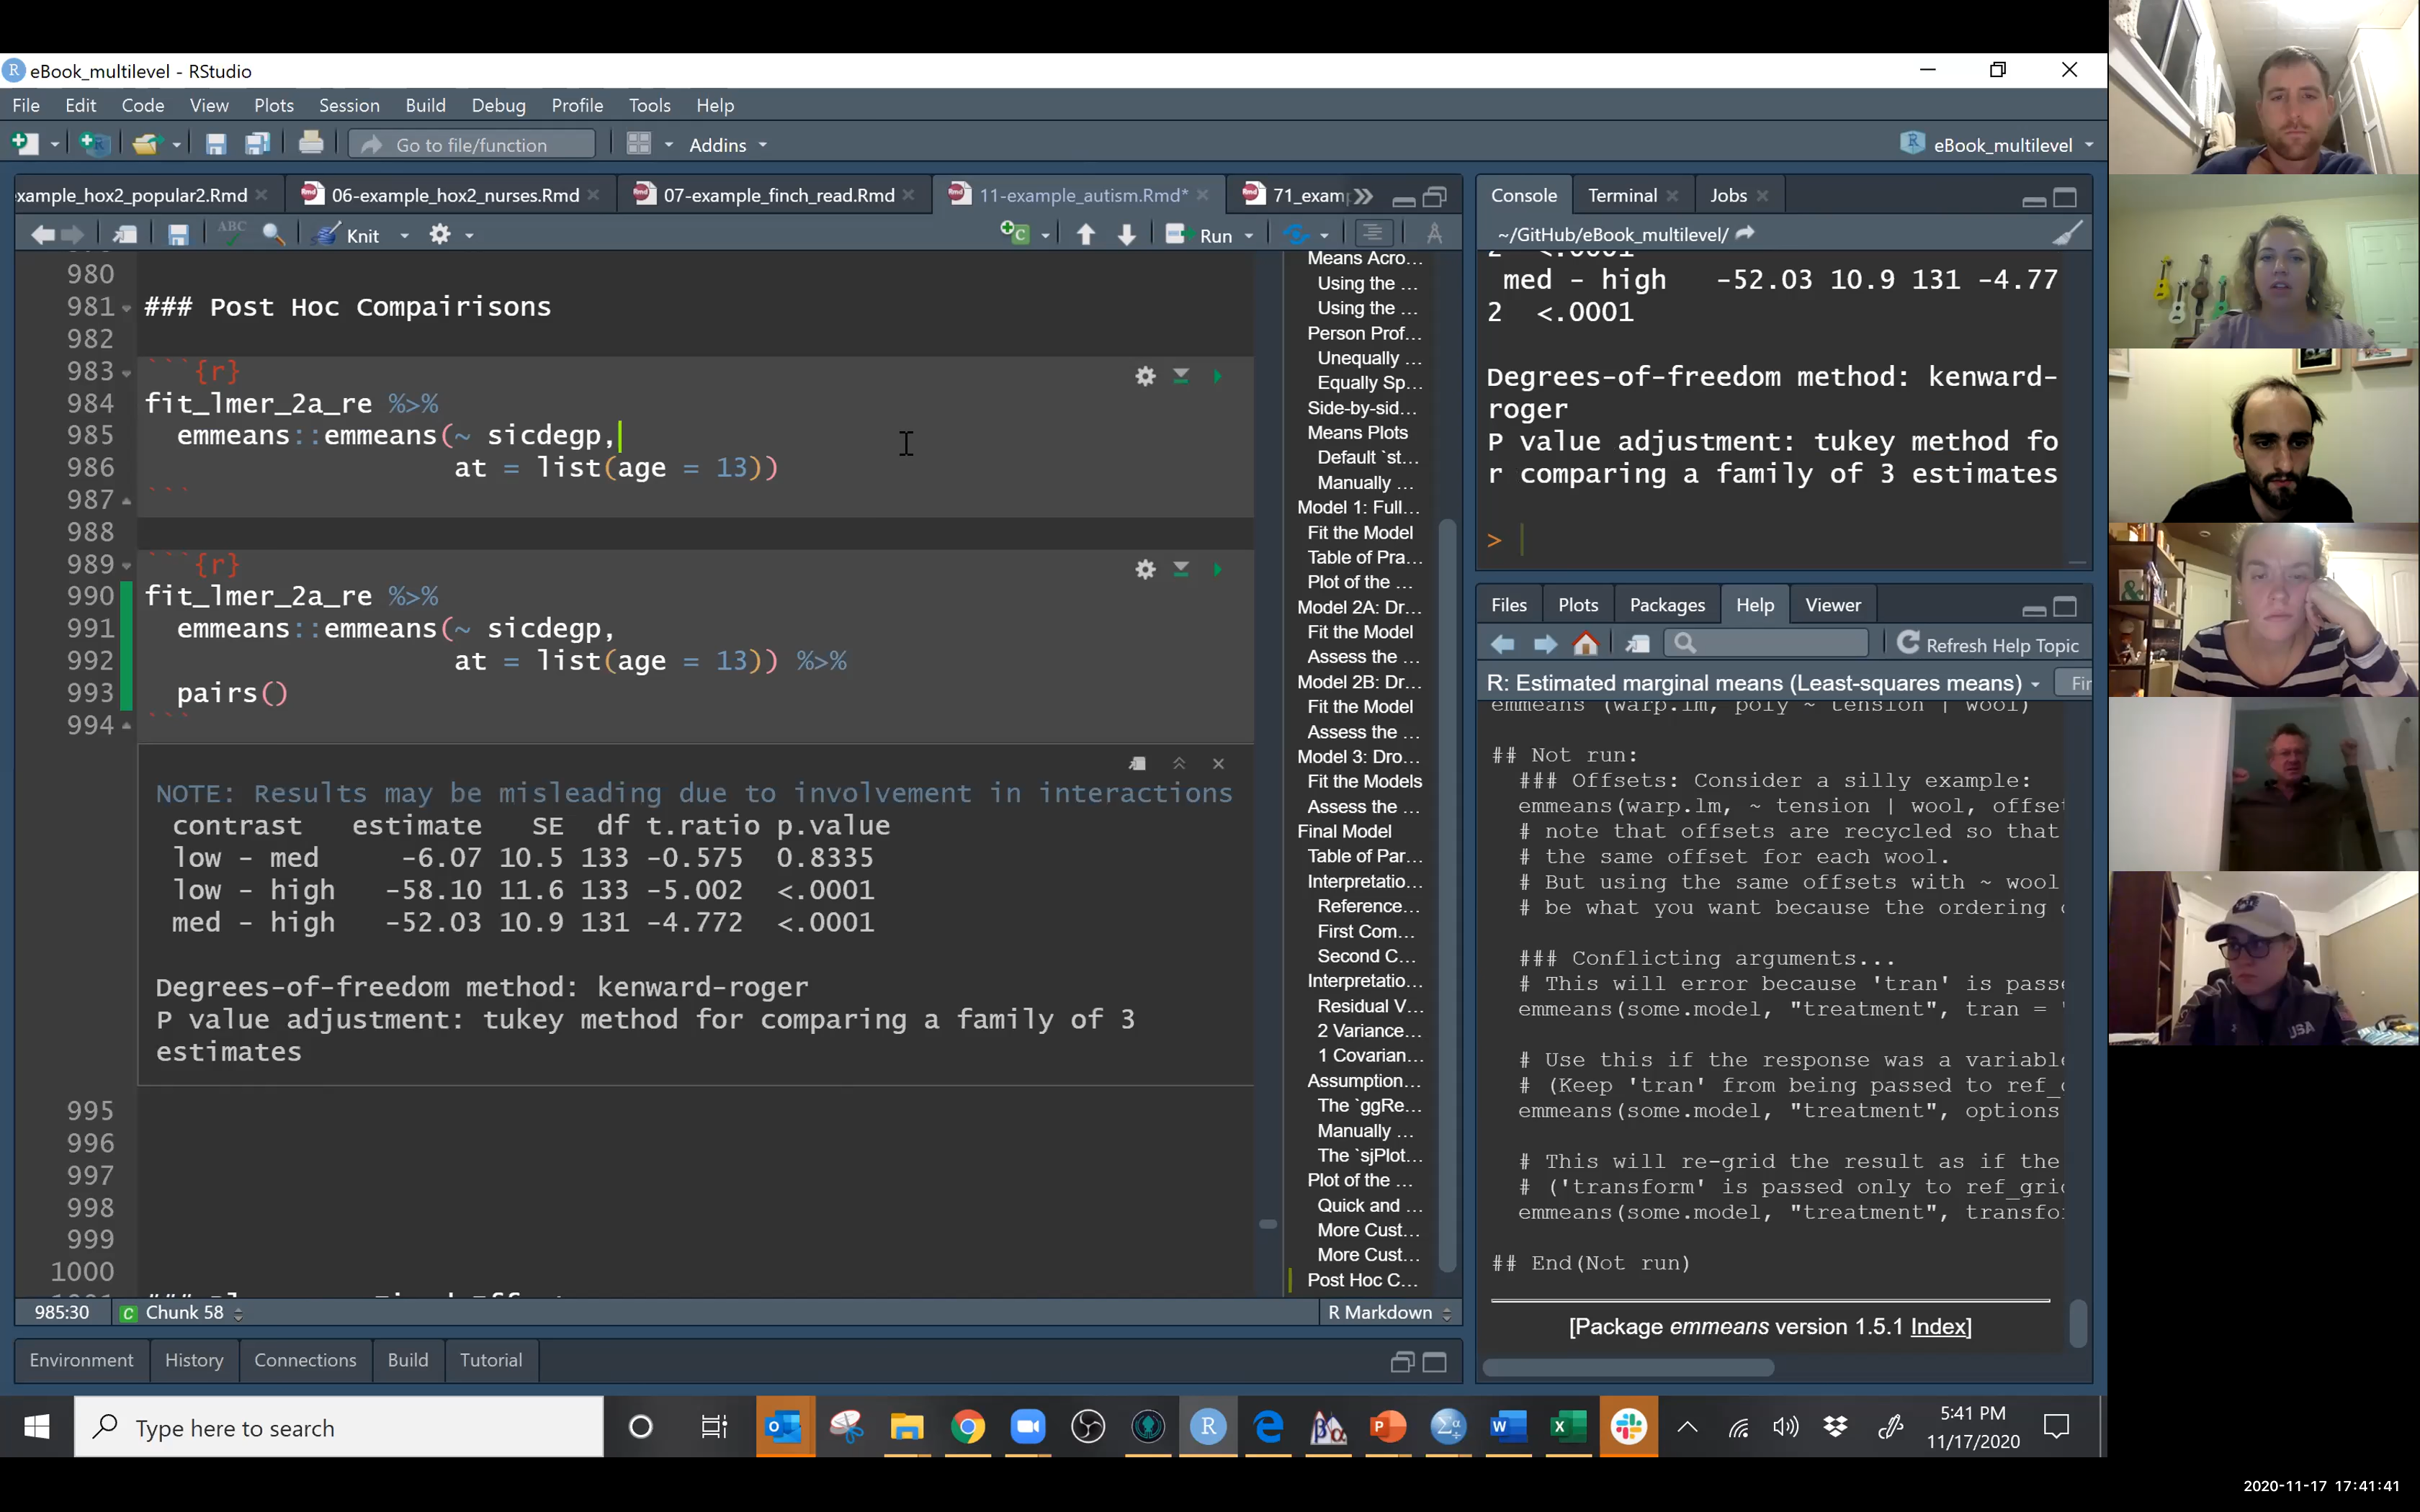 eBook_multilevel - RStudio
File Edit Code View Plots Session Build Debug Profile Tools Help
Go to file/function Addins eBook_multilevel
example_hox2_popular2.Rmd 06-example_hox2_nurses.Rmd 07-example_finch_read.Rmd 11-example_autism.Rmd* 71_exam
ABC Knit Run
980
981 ### Post Hoc Compairisons
982
983 ```{r}
984 fit_lmer_2a_re %>%
985 emmeans::emmeans(~ sicdegp,
986 at = list(age = 13))
987 ```
988
989 ```{r}
990 fit_lmer_2a_re %>%
991 emmeans::emmeans(~ sicdegp,
992 at = list(age = 13)) %>%
993 pairs()
994 ```
NOTE: Results may be misleading due to involvement in interactions
contrast estimate SE df t.ratio p.value
low - med -6.07 10.5 133 -0.575 0.8335
low - high -58.10 11.6 133 -5.002 <.0001
med - high -52.03 10.9 131 -4.772 <.0001
Degrees-of-freedom method: kenward-roger
P value adjustment: tukey method for comparing a family of 3
estimates
995
996
997
998
999
1000
985:30 Chunk 58 R Markdown
Means Acro...
Using the ...
Using the ...
Person Prof...
Unequally ...
Equally Sp...
Side-by-sid...
Means Plots
Default `st...
Manually ...
Model 1: Full...
Fit the Model
Table of Pra...
Plot of the ...
Model 2A: Dr...
Fit the Model
Assess the ...
Model 2B: Dr...
Fit the Model
Assess the ...
Model 3: Dro...
Fit the Models
Assess the ...
Final Model
Table of Par...
Interpretatio...
Reference...
First Com...
Second C...
Interpretatio...
Residual V...
2 Variance...
1 Covarian...
Assumption...
The `ggRe...
Manually ...
The `sjPlot...
Plot of the ...
Quick and ...
More Cust...
More Cust...
Post Hoc C...
Environment History Connections Build Tutorial
Console Terminal Jobs
~/GitHub/eBook_multilevel/
2 <.0001
med - high -52.03 10.9 131 -4.77
2 <.0001
Degrees-of-freedom method: kenward-
roger
P value adjustment: tukey method fo
r comparing a family of 3 estimates
>
Files Plots Packages Help Viewer
Refresh Help Topic
R: Estimated marginal means (Least-squares means) Fir
emmeans (warp.lm, poly ~ tension | wool)
## Not run:
### Offsets: Consider a silly example:
emmeans(warp.lm, ~ tension | wool, offse
# note that offsets are recycled so that
# the same offset for each wool.
# But using the same offsets with ~ wool
# be what you want because the ordering
### Conflicting arguments...
# This will error because 'tran' is pass
emmeans(some.model, "treatment", tran =
# Use this if the response was a variabl
# (Keep 'tran' from being passed to ref_
emmeans(some.model, "treatment", options
# This will re-grid the result as if the
# ('transform' is passed only to ref_gri
emmeans(some.model, "treatment", transfo
## End(Not run)
[Package emmeans version 1.5.1 Index]
USA
Type here to search
5:41 PM
11/17/2020
2020-11-17 17:41:41